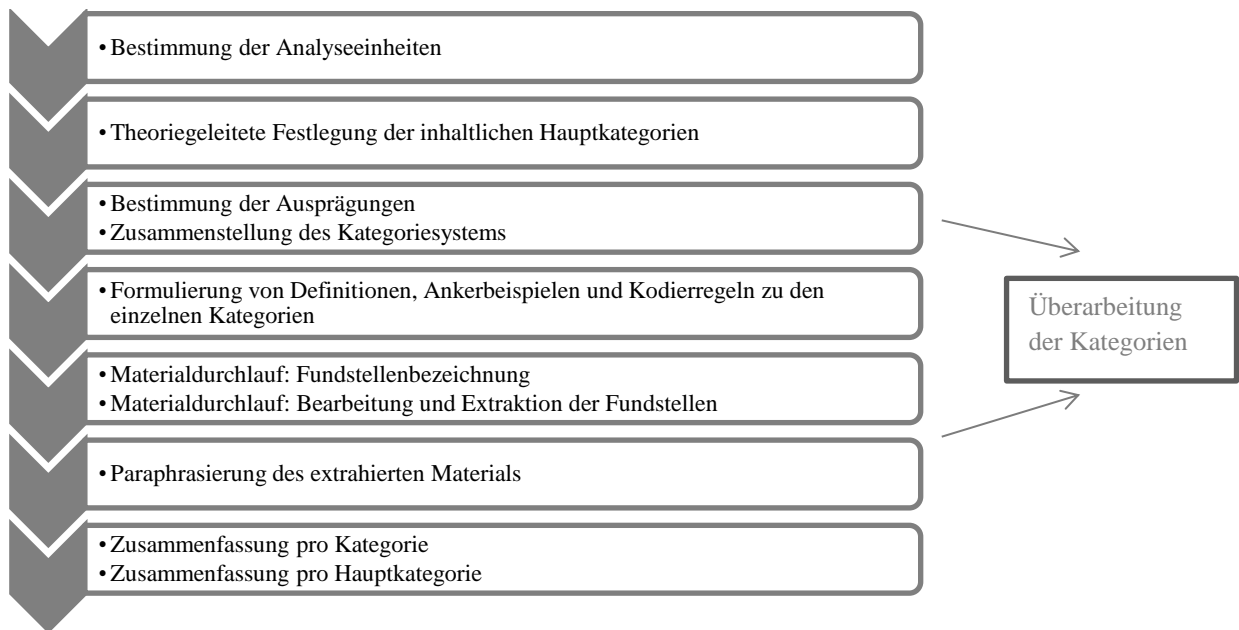 •Bestimmung der Analyseeinheiten
•Theoriegeleitete Festlegung der inhaltlichen Hauptkategorien
•Bestimmung der Ausprägungen
•Zusammenstellung des Kategoriesystems
•Formulierung von Definitionen, Ankerbeispielen und Kodierregeln zu den
einzelnen Kategorien
•Materialdurchlauf: Fundstellenbezeichnung
•Materialdurchlauf: Bearbeitung und Extraktion der Fundstellen
•Paraphrasierung des extrahierten Materials
•Zusammenfassung pro Kategorie
•Zusammenfassung pro Hauptkategorie
Überarbeitung
der Kategorien